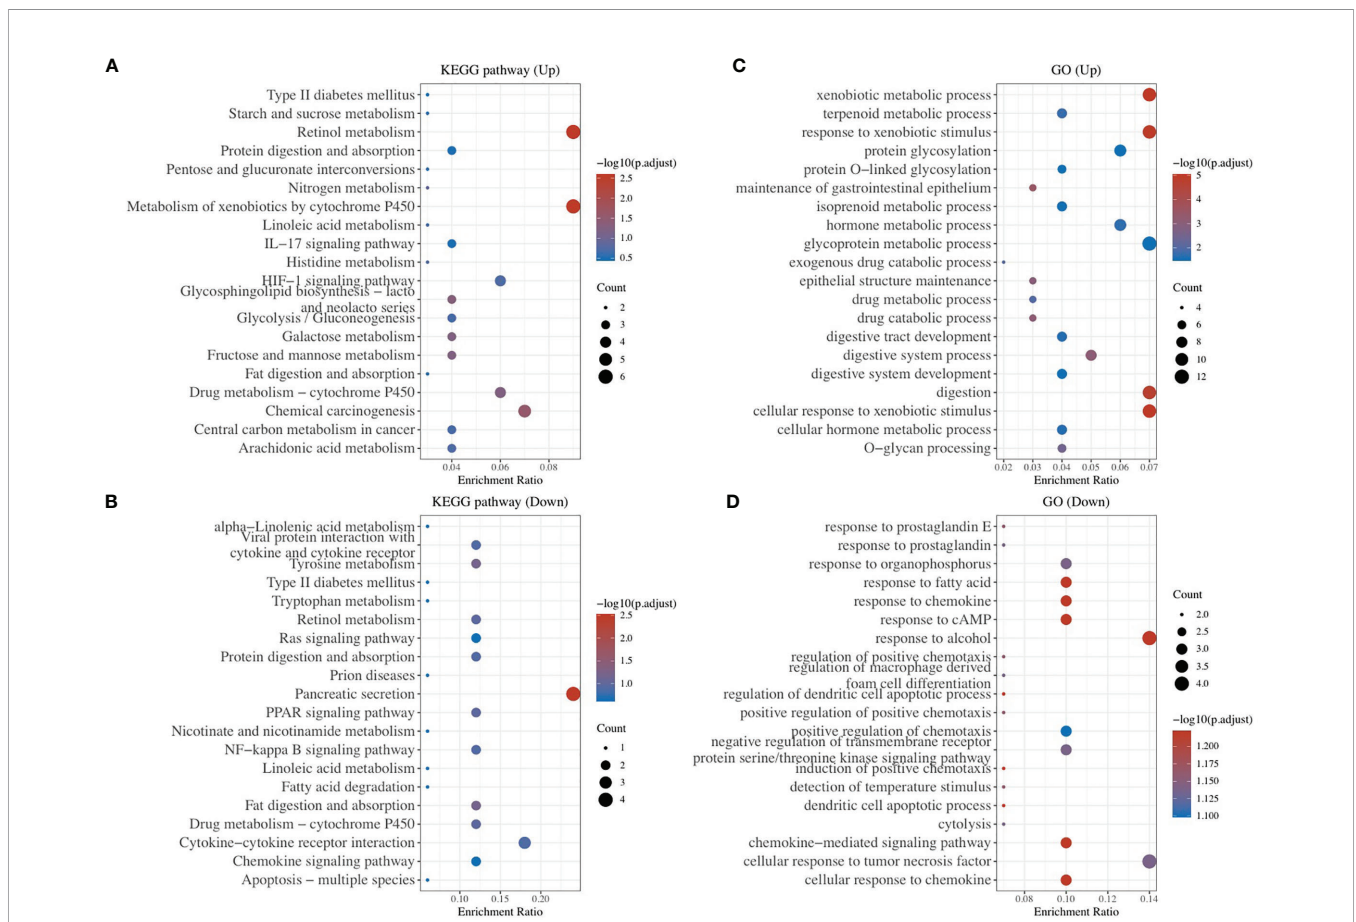 A
KEGG pathway (Up)
Type II diabetes mellitus
Starch and sucrose metabolism
Retinol metabolism
Protein digestion and absorption
Pentose and glucuronate interconversions
Nitrogen metabolism
Metabolism of xenobiotics by cytochrome P450
Linoleic acid metabolism
IL−17 signaling pathway
Histidine metabolism
HIF−1 signaling pathway
Glycosphingolipid biosynthesis − lacto
and neolacto series
Glycolysis / Gluconeogenesis
Galactose metabolism
Fructose and mannose metabolism
Fat digestion and absorption
Drug metabolism − cytochrome P450
Chemical carcinogenesis
Central carbon metabolism in cancer
Arachidonic acid metabolism
0.04 0.06 0.08
Enrichment Ratio
−log10(p.adjust)
2.5
2.0
1.5
1.0
0.5
Count
2
3
4
5
6
C
GO (Up)
xenobiotic metabolic process
terpenoid metabolic process
response to xenobiotic stimulus
protein glycosylation
protein O−linked glycosylation
maintenance of gastrointestinal epithelium
isoprenoid metabolic process
hormone metabolic process
glycoprotein metabolic process
exogenous drug catabolic process
epithelial structure maintenance
drug metabolic process
drug catabolic process
digestive tract development
digestive system process
digestive system development
digestion
cellular response to xenobiotic stimulus
cellular hormone metabolic process
O−glycan processing
0.02 0.03 0.04 0.05 0.06 0.07
Enrichment Ratio
−log10(p.adjust)
5
4
3
2
Count
4
6
8
10
12
B
KEGG pathway (Down)
alpha−Linolenic acid metabolism
Viral protein interaction with
cytokine and cytokine receptor
Tyrosine metabolism
Type II diabetes mellitus
Tryptophan metabolism
Retinol metabolism
Ras signaling pathway
Protein digestion and absorption
Prion diseases
Pancreatic secretion
PPAR signaling pathway
Nicotinate and nicotinamide metabolism
NF−kappa B signaling pathway
Linoleic acid metabolism
Fatty acid degradation
Fat digestion and absorption
Drug metabolism − cytochrome P450
Cytokine−cytokine receptor interaction
Chemokine signaling pathway
Apoptosis − multiple species
0.10 0.15 0.20
Enrichment Ratio
−log10(p.adjust)
2.5
2.0
1.5
1.0
Count
1
2
3
4
D
GO (Down)
response to prostaglandin E
response to prostaglandin
response to organophosphorus
response to fatty acid
response to chemokine
response to cAMP
response to alcohol
regulation of positive chemotaxis
regulation of macrophage derived
foam cell differentiation
regulation of dendritic cell apoptotic process
positive regulation of positive chemotaxis
positive regulation of chemotaxis
negative regulation of transmembrane receptor
protein serine/threonine kinase signaling pathway
induction of positive chemotaxis
detection of temperature stimulus
dendritic cell apoptotic process
cytolysis
chemokine−mediated signaling pathway
cellular response to tumor necrosis factor
cellular response to chemokine
0.08 0.10 0.12 0.14
Enrichment Ratio
Count
2.0
2.5
3.0
3.5
4.0
−log10(p.adjust)
1.200
1.175
1.150
1.125
1.100